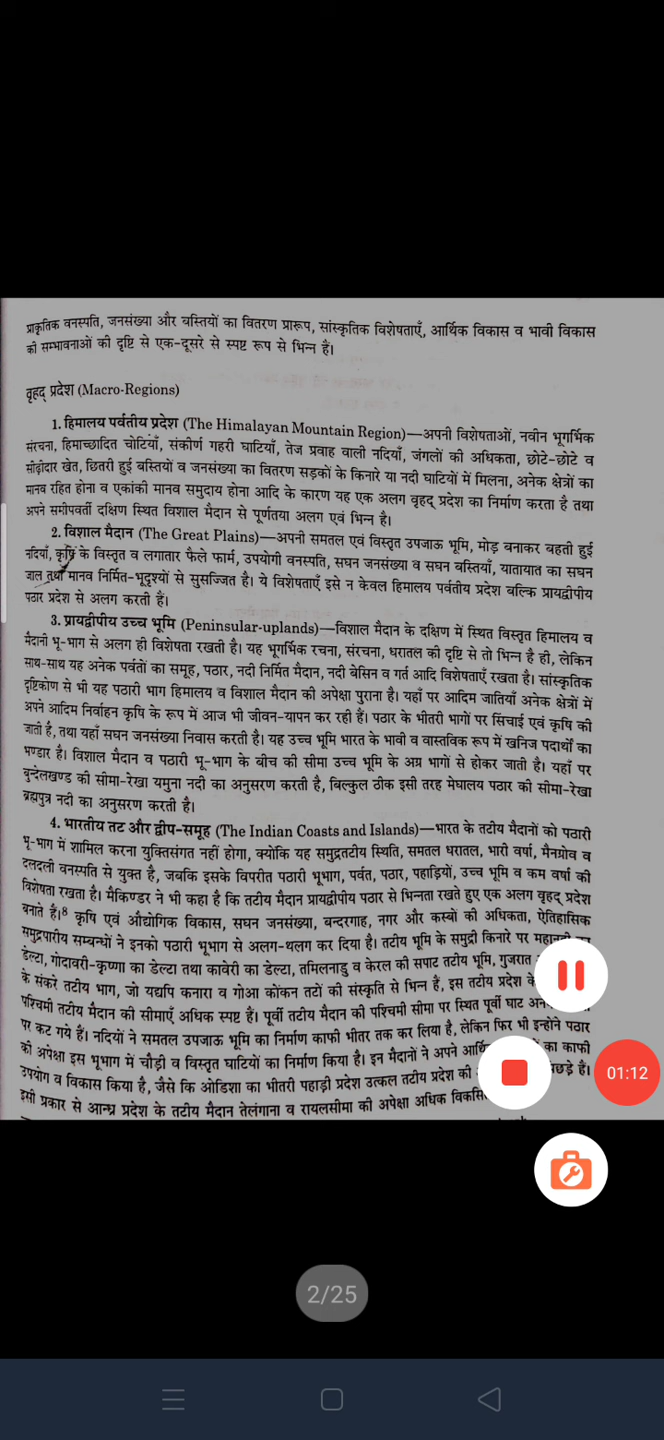 प्राकृतिक वनस्पति, जनसंख्या और बस्तियों का वितरण प्रारूप, सांस्कृतिक विशेषताएँ, आर्थिक विकास व भावी विकास
की सम्भावनाओं की दृष्टि से एक-दूसरे से स्पष्ट रूप से भिन्न हैं।
वृहद् प्रदेश (Macro-Regions)
1. हिमालय पर्वतीय प्रदेश (The Himalayan Mountain Region)—अपनी विशेषताओं, नवीन भूगर्भिक
संरचना, हिमाच्छादित चोटियाँ, संकीर्ण गहरी घाटियाँ, तेज प्रवाह वाली नदियाँ, जंगलों की अधिकता, छोटे-छोटे व
सीढ़ीदार खेत, छितरी हुई बस्तियों व जनसंख्या का वितरण सड़कों के किनारे या नदी घाटियों में मिलना, अनेक क्षेत्रों का
मानव रहित होना व एकांकी मानव समुदाय होना आदि के कारण यह एक अलग वृहद् प्रदेश का निर्माण करता है तथा
अपने समीपवर्ती दक्षिण स्थित विशाल मैदान से पूर्णतया अलग एवं भिन्न है।
2. विशाल मैदान (The Great Plains)—अपनी समतल एवं विस्तृत उपजाऊ भूमि, मोड़ बनाकर बहती हुई
नदियाँ, कृषि के विस्तृत व लगातार फैले फार्म, उपयोगी वनस्पति, सघन जनसंख्या व सघन बस्तियाँ, यातायात का सघन
जाल तथा मानव निर्मित-भूदृश्यों से सुसज्जित है। ये विशेषताएँ इसे न केवल हिमालय पर्वतीय प्रदेश बल्कि प्रायद्वीपीय
पठार प्रदेश से अलग करती हैं।
3. प्रायद्वीपीय उच्च भूमि (Peninsular-uplands)—विशाल मैदान के दक्षिण में स्थित विस्तृत हिमालय व
मैदानी भू-भाग से अलग ही विशेषता रखती है। यह भूगर्भिक रचना, संरचना, धरातल की दृष्टि से तो भिन्न है ही, लेकिन
साथ-साथ यह अनेक पर्वतों का समूह, पठार, नदी निर्मित मैदान, नदी बेसिन व गर्त आदि विशेषताएँ रखता है। सांस्कृतिक
दृष्टिकोण से भी यह पठारी भाग हिमालय व विशाल मैदान की अपेक्षा पुराना है। यहाँ पर आदिम जातियाँ अनेक क्षेत्रों में
अपने आदिम निर्वाहन कृषि के रूप में आज भी जीवन-यापन कर रही हैं। पठार के भीतरी भागों पर सिंचाई एवं कृषि की
जाती है, तथा यहाँ सघन जनसंख्या निवास करती है। यह उच्च भूमि भारत के भावी व वास्तविक रूप में खनिज पदार्थों का
भण्डार है। विशाल मैदान व पठारी भू-भाग के बीच की सीमा उच्च भूमि के अग्र भागों से होकर जाती है। यहाँ पर
बुन्देलखण्ड की सीमा-रेखा यमुना नदी का अनुसरण करती है, बिल्कुल ठीक इसी तरह मेघालय पठार की सीमा-रेखा
ब्रह्मपुत्र नदी का अनुसरण करती है।
4. भारतीय तट और द्वीप-समूह (The Indian Coasts and Islands)—भारत के तटीय मैदानों को पठारी
भू-भाग में शामिल करना युक्तिसंगत नहीं होगा, क्योंकि यह समुद्रतटीय स्थिति, समतल धरातल, भारी वर्षा, मैनग्रोव व
दलदली वनस्पति से युक्त है, जबकि इसके विपरीत पठारी भूभाग, पर्वत, पठार, पहाड़ियों, उच्च भूमि व कम वर्षा की
विशेषता रखता है। मैकिण्डर ने भी कहा है कि तटीय मैदान प्रायद्वीपीय पठार से भिन्नता रखते हुए एक अलग वृहद् प्रदेश
बनाते हैं।⁸ कृषि एवं औद्योगिक विकास, सघन जनसंख्या, बन्दरगाह, नगर और कस्बों की अधिकता, ऐतिहासिक
समुद्रपारीय सम्बन्धों ने इनको पठारी भूभाग से अलग-थलग कर दिया है। तटीय भूमि के समुद्री किनारे पर
डेल्टा, गोदावरी-कृष्णा का डेल्टा तथा कावेरी का डेल्टा, तमिलनाडु व केरल की सपाट तटीय भूमि, गुजरात
के संकरे तटीय भाग, जो यद्यपि कनारा व गोआ कोंकन तटों की संस्कृति से भिन्न हैं, इस तटीय प्रदेश के
पश्चिमी तटीय मैदान की सीमाएँ अधिक स्पष्ट हैं। पूर्वी तटीय मैदान की पश्चिमी सीमा पर स्थित पूर्वी घाट
पर कट गये हैं। नदियों ने समतल उपजाऊ भूमि का निर्माण काफी भीतर तक कर लिया है, लेकिन फिर भी इन्होंने पठार
की अपेक्षा इस भूभाग में चौड़ी व विस्तृत घाटियों का निर्माण किया है। इन मैदानों ने अपने का काफी
उपयोग व विकास किया है, जैसे कि ओडिशा का भीतरी पहाड़ी प्रदेश उत्कल तटीय प्रदेश की हैं।
इसी प्रकार से आन्ध्र प्रदेश के तटीय मैदान तेलंगाना व रायलसीमा की अपेक्षा अधिक
01:12
2/25